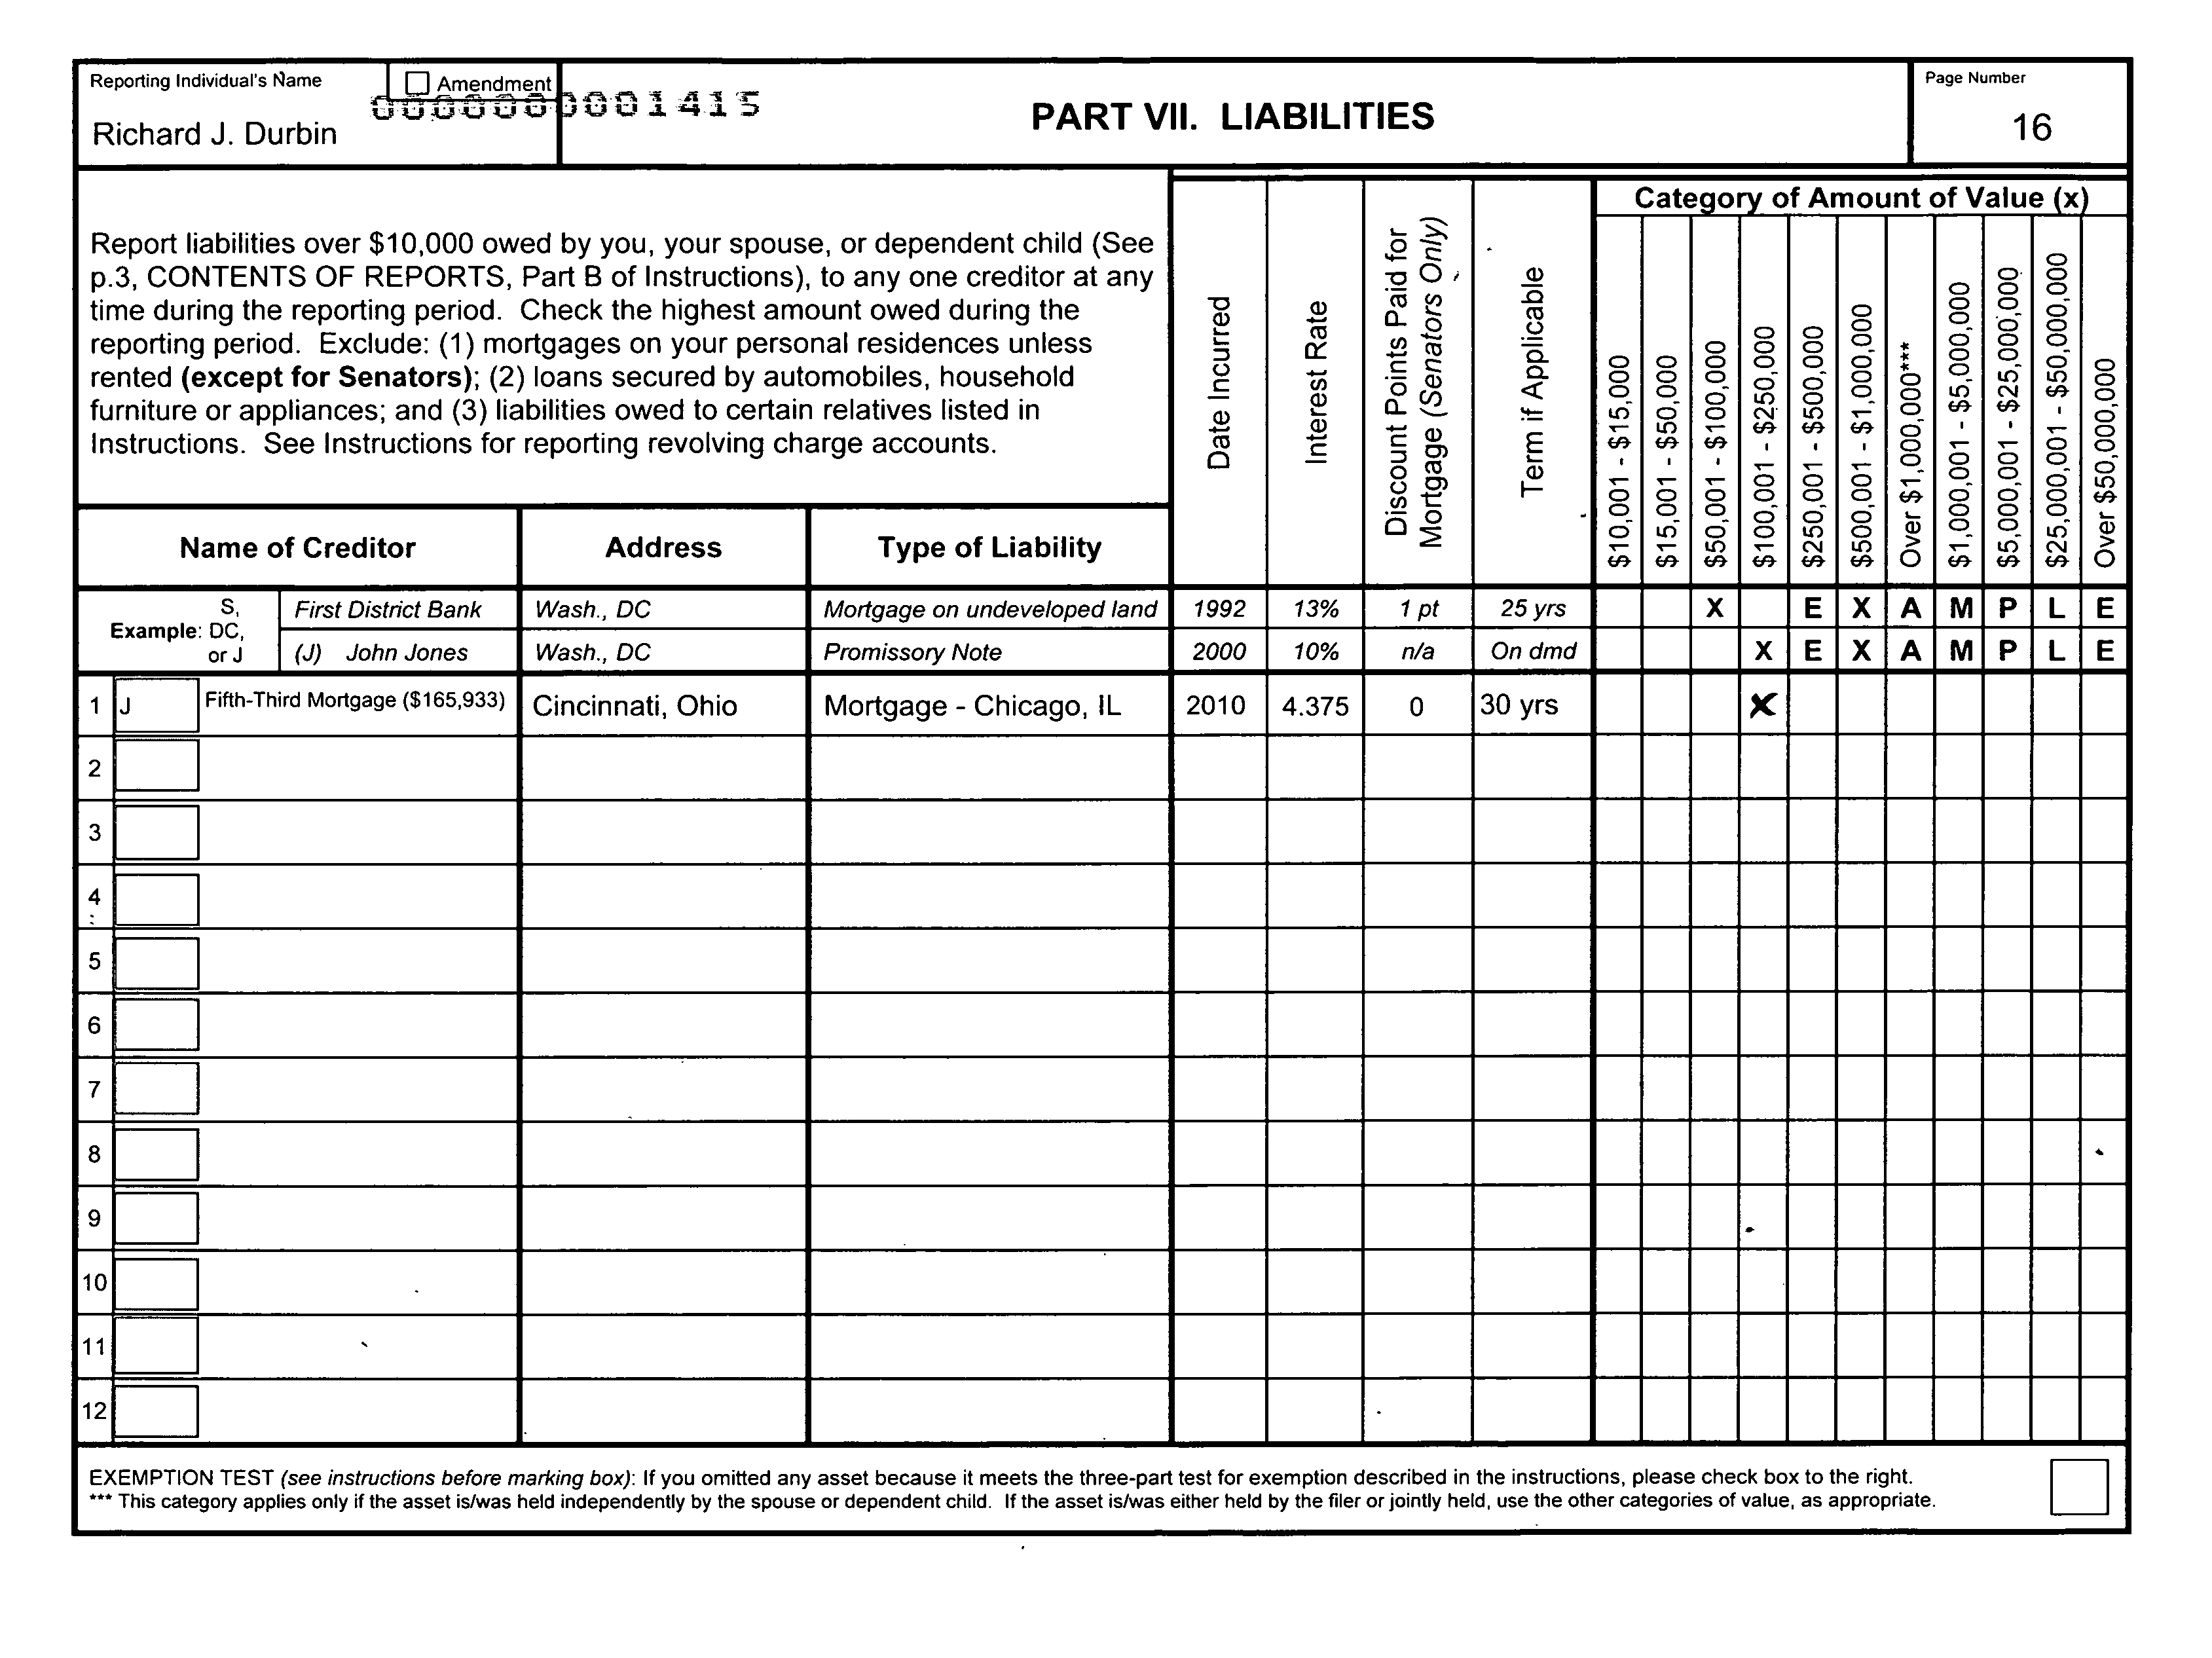 Reporting Individual's Name
Amendment
0000000001415
Richard J. Durbin
PART VII. LIABILITIES
Page Number
16
Report liabilities over $10,000 owed by you, your spouse, or dependent child (See
p.3, CONTENTS OF REPORTS, Part B of Instructions), to any one creditor at any
time during the reporting period. Check the highest amount owed during the
reporting period. Exclude: (1) mortgages on your personal residences unless
rented (except for Senators); (2) loans secured by automobiles, household
furniture or appliances; and (3) liabilities owed to certain relatives listed in
Instructions. See Instructions for reporting revolving charge accounts.
Name of Creditor
Address
Type of Liability
Date Incurred
Interest Rate
Discount Points Paid for
Mortgage (Senators Only)
Term if Applicable
Category of Amount of Value (x)
$10,001 - $15,000
$15,001 - $50,000
$50,001 - $100,000
$100,001 - $250,000
$250,001 - $500,000
$500,001 - $1,000,000
Over $1,000,000***
$1,000,001 - $5,000,000
$5,000,001 - $25,000,000
$25,000,001 - $50,000,000
Over $50,000,000
Example: S, DC, or J
First District Bank Wash., DC Mortgage on undeveloped land 1992 13% 1 pt 25 yrs X E X A M P L E
(J) John Jones Wash., DC Promissory Note 2000 10% n/a On dmd X E X A M P L E
1 J Fifth-Third Mortgage ($165,933) Cincinnati, Ohio Mortgage - Chicago, IL 2010 4.375 0 30 yrs X
2
3
4
5
6
7
8
9
10
11
12
EXEMPTION TEST (see instructions before marking box): If you omitted any asset because it meets the three-part test for exemption described in the instructions, please check box to the right.
*** This category applies only if the asset is/was held independently by the spouse or dependent child. If the asset is/was either held by the filer or jointly held, use the other categories of value, as appropriate.